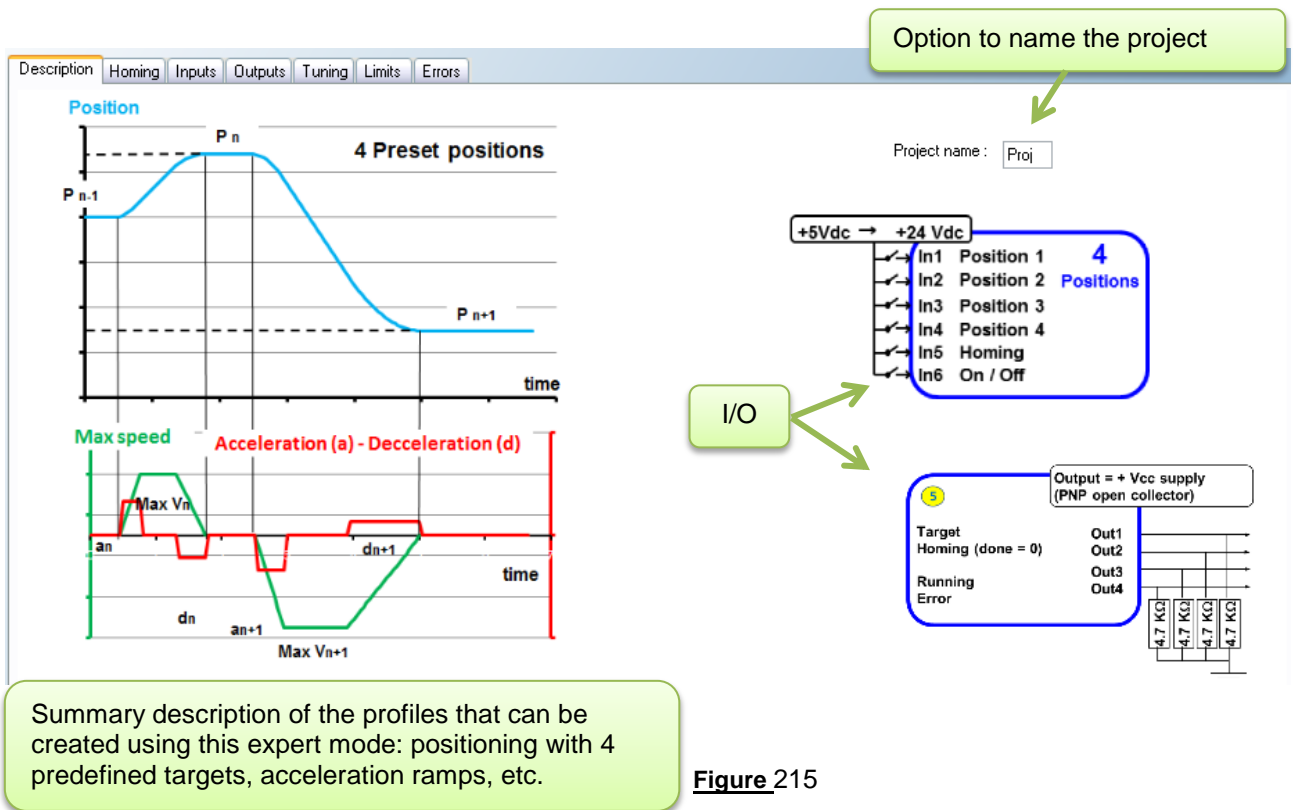 Option to name the project
Description Homing Inputs Outputs Tuning Limits Errors
Position
P n
4 Preset positions
P n-1
P n+1
time
Project name : Proj
+5Vdc → +24 Vdc
In1 Position 1
In2 Position 2
In3 Position 3
In4 Position 4
In5 Homing
In6 On / Off
4
Positions
I/O
Max speed
Acceleration (a) - Decceleration (d)
Max Vn
an
dn+1
time
dn
an+1
Max Vn+1
Output = + Vcc supply
(PNP open collector)
5
Target Out1
Homing (done = 0) Out2
Out3
Running
Out4
Error
4.7 KΩ
4.7 KΩ
4.7 KΩ
4.7 KΩ
Summary description of the profiles that can be
created using this expert mode: positioning with 4
predefined targets, acceleration ramps, etc.
Figure 215